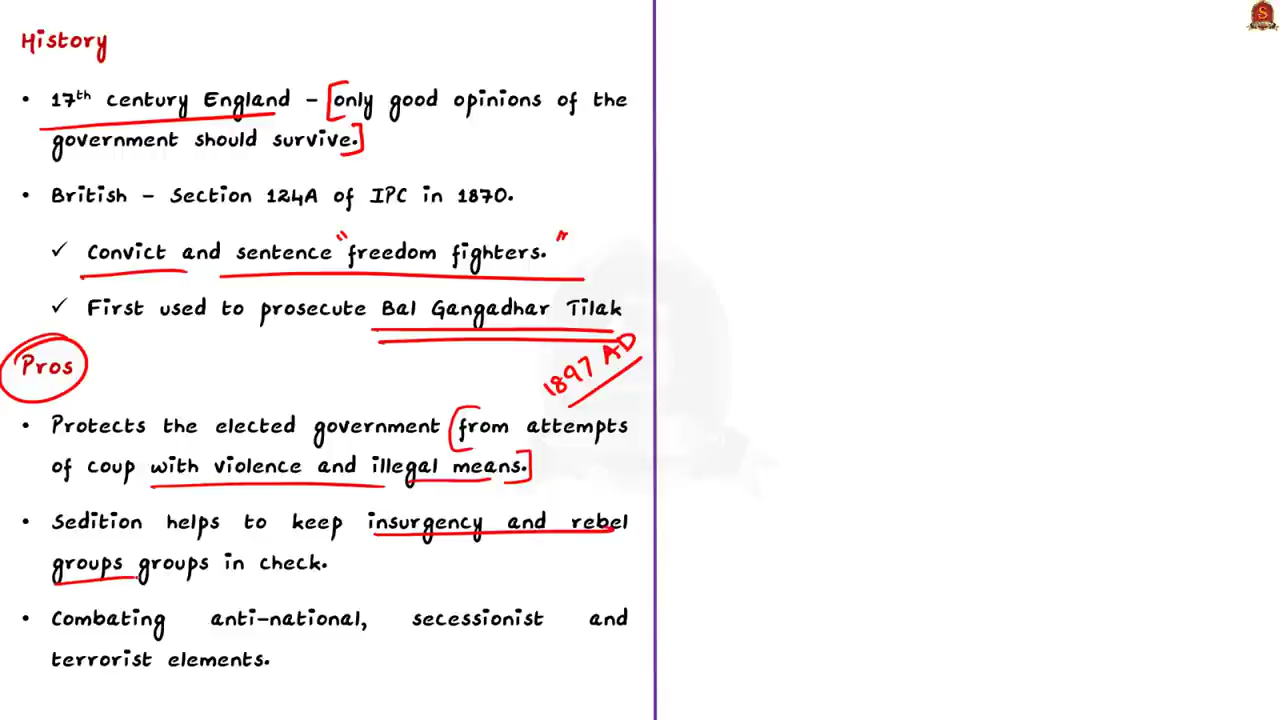 History
• 17th century England – [only good opinions of the
government should survive.]
• British – Section 124A of IPC in 1870.
✓ Convict and sentence "freedom fighters."
✓ First used to prosecute Bal Gangadhar Tilak
1897 AD
Pros
• Protects the elected government [from attempts
of coup with violence and illegal means.]
• Sedition helps to keep insurgency and rebel
groups groups in check.
• Combating anti-national, secessionist and
terrorist elements.